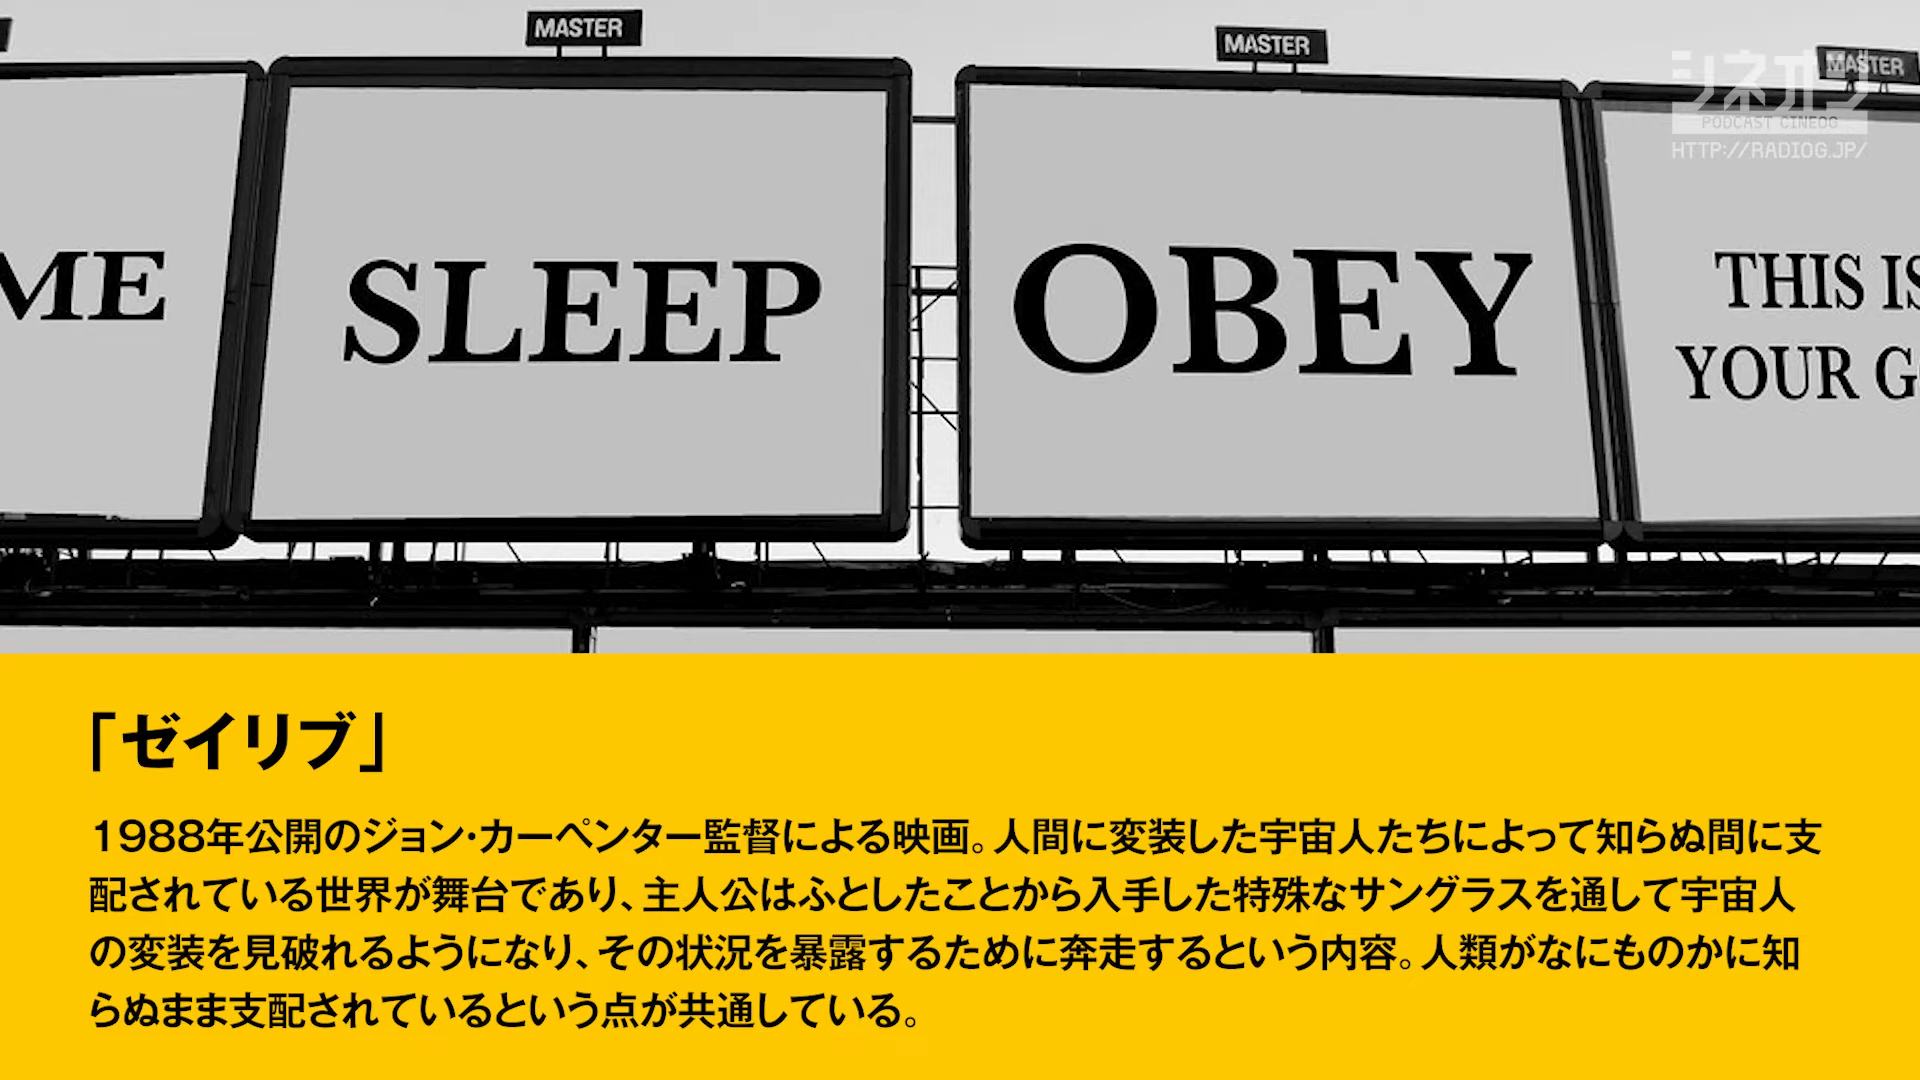 MASTER
MASTER
MASTER
シネオジ
PODCAST CINEOG
HTTP://RADIOG.JP/
ME
SLEEP
OBEY
THIS IS
YOUR G
「ゼイリブ」
1988年公開のジョン・カーペンター監督による映画。人間に変装した宇宙人たちによって知らぬ間に支
配されている世界が舞台であり、主人公はふとしたことから入手した特殊なサングラスを通して宇宙人
の変装を見破れるようになり、その状況を暴露するために奔走するという内容。人類がなにものかに知
らぬまま支配されているという点が共通している。